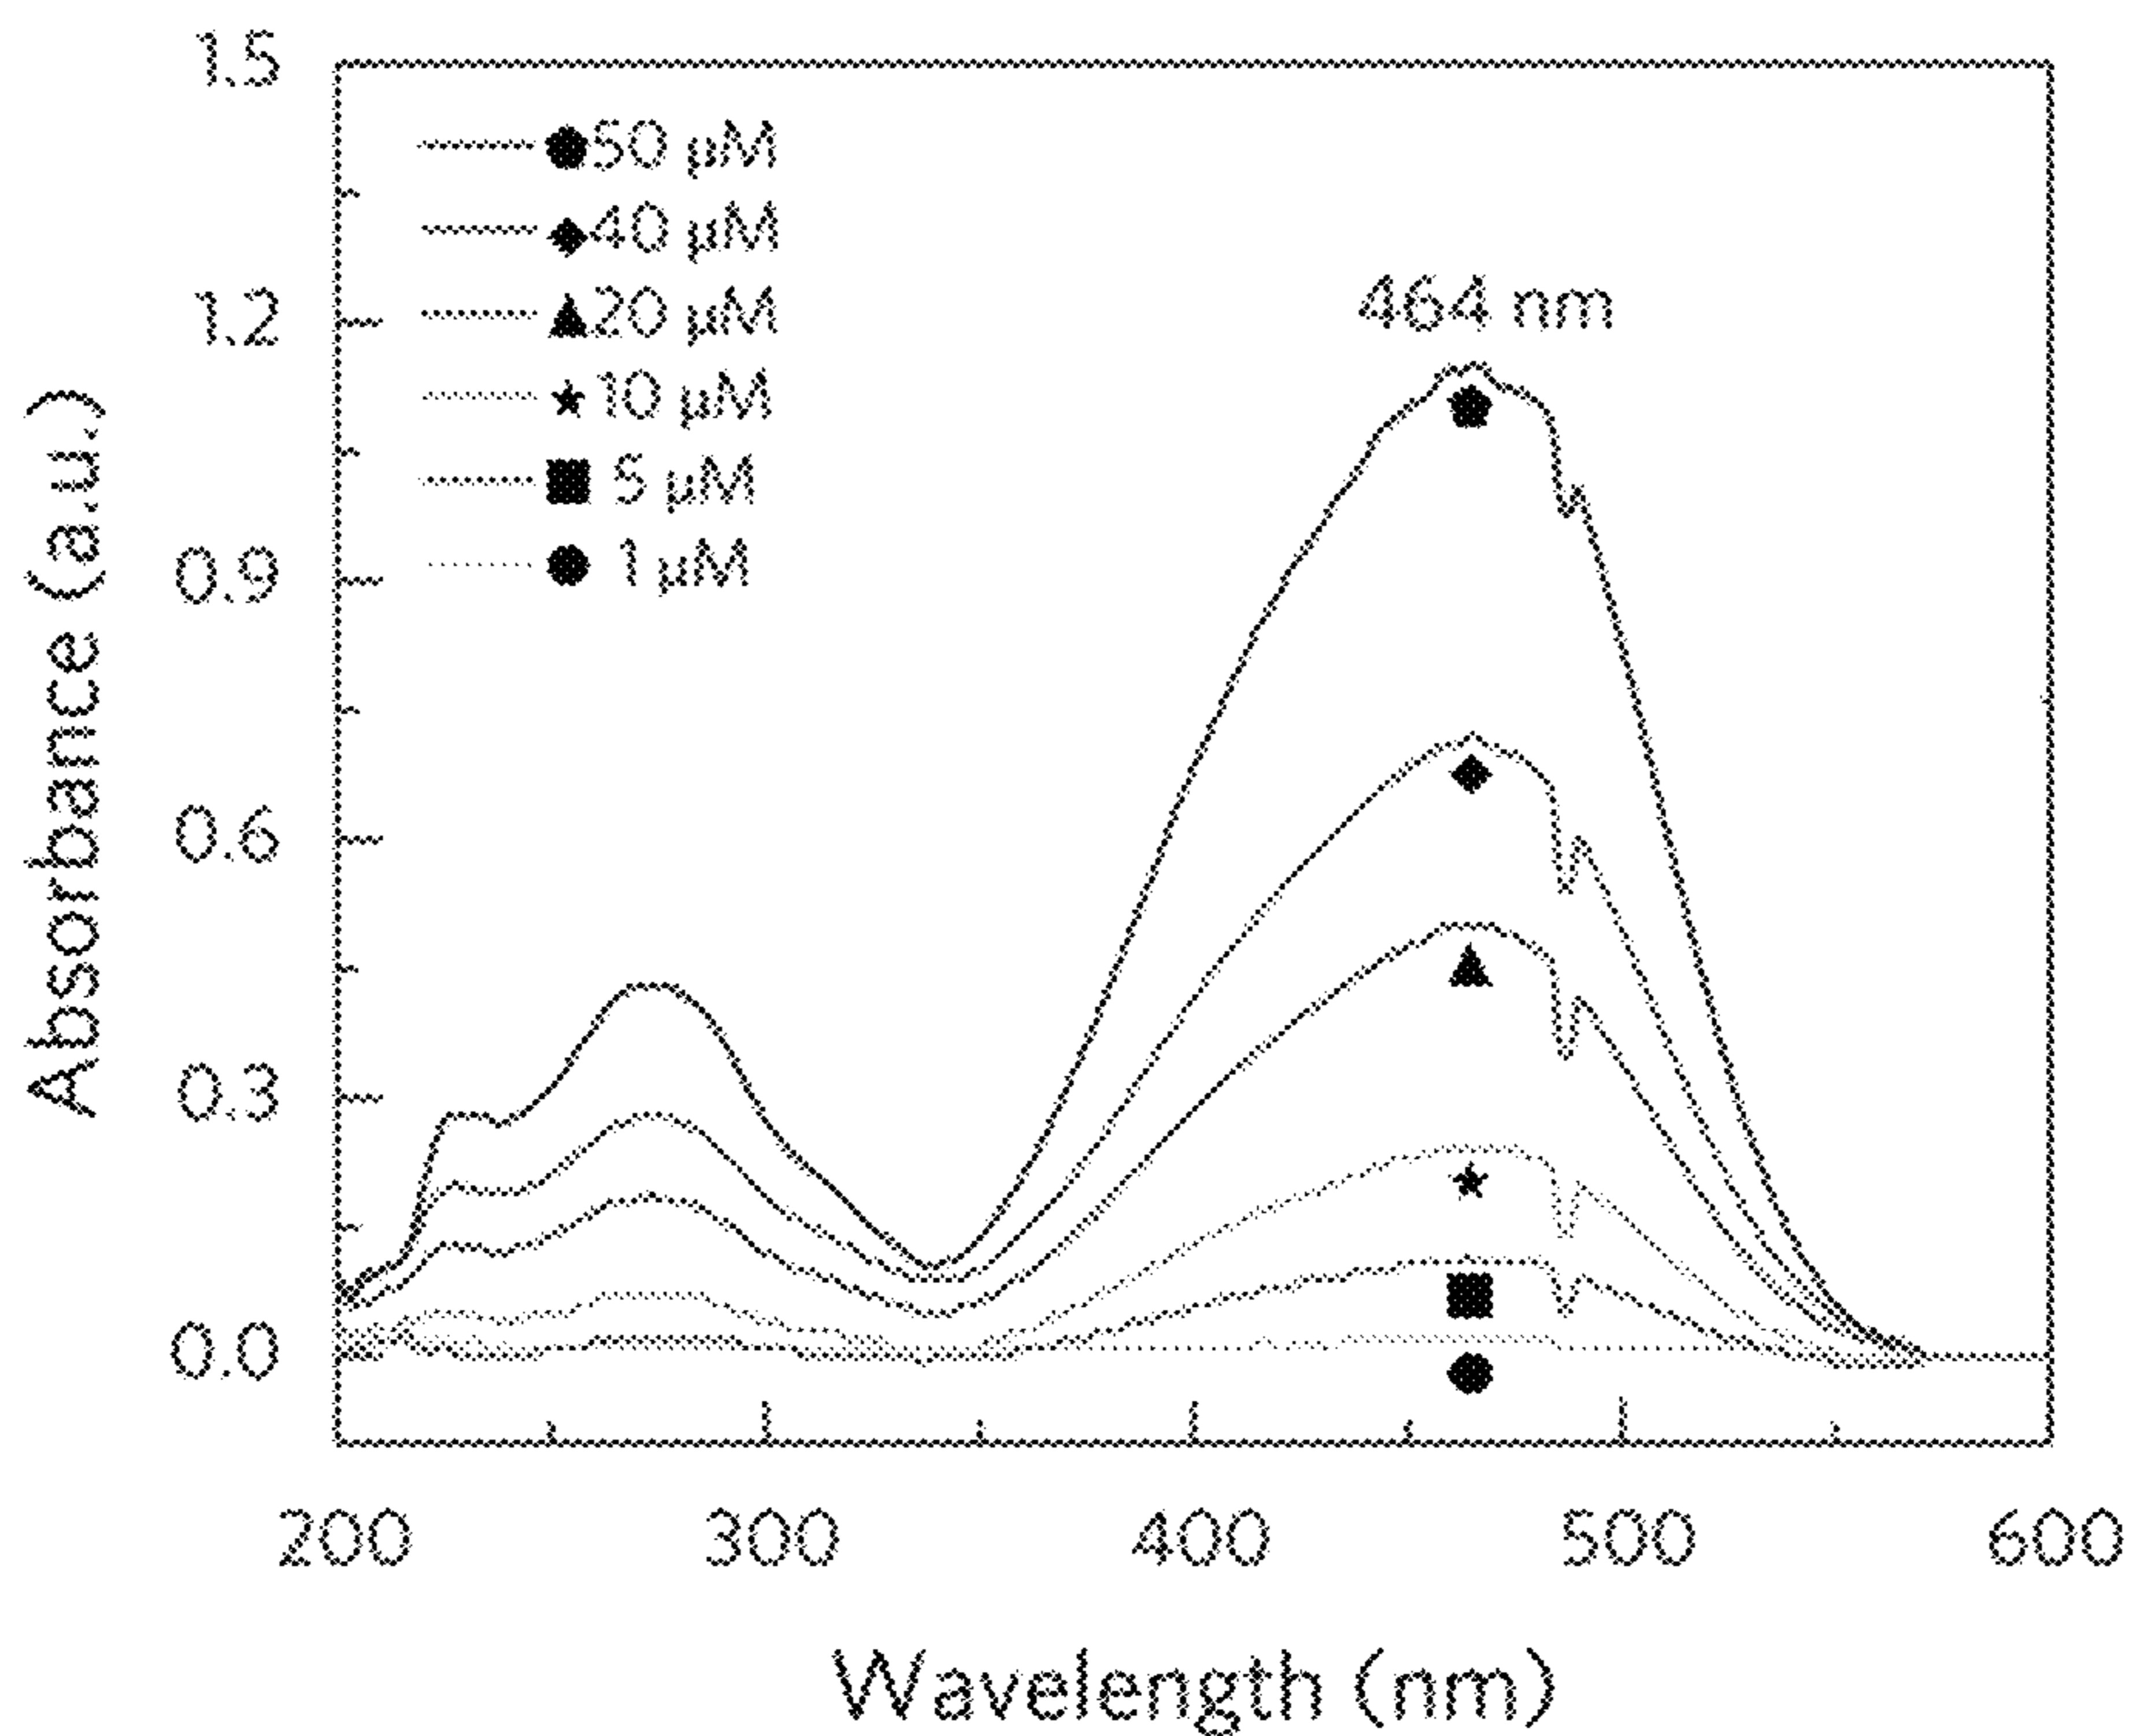 1.5
1.2
0.9
0.6
0.3
0.0
Absorbance (a.u.)
50 µM
40 µM
20 µM
10 µM
5 µM
1 µM
464 nm
200 300 400 500 600
Wavelength (nm)